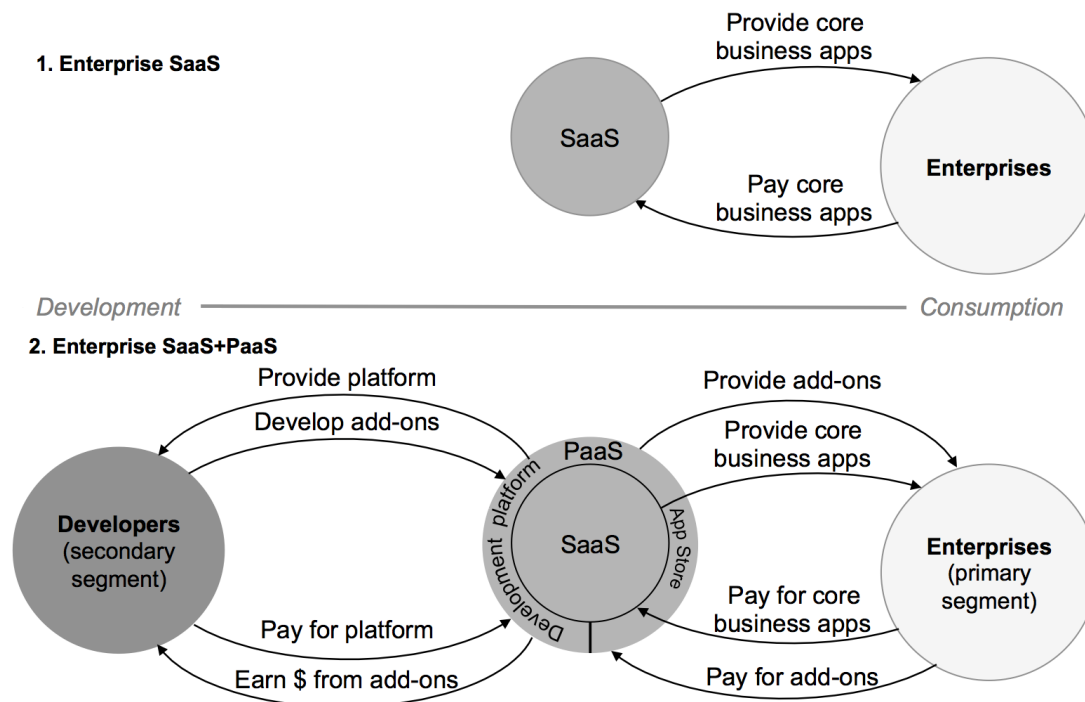 1. Enterprise SaaS
Provide core
business apps
SaaS
Enterprises
Pay core
business apps
Development
Consumption
2. Enterprise SaaS+PaaS
Provide platform
Develop add-ons
Provide add-ons
Provide core
business apps
PaaS
Development platform
SaaS
App Store
Developers
(secondary
segment)
Enterprises
(primary
segment)
Pay for platform
Earn $ from add-ons
Pay for core
business apps
Pay for add-ons